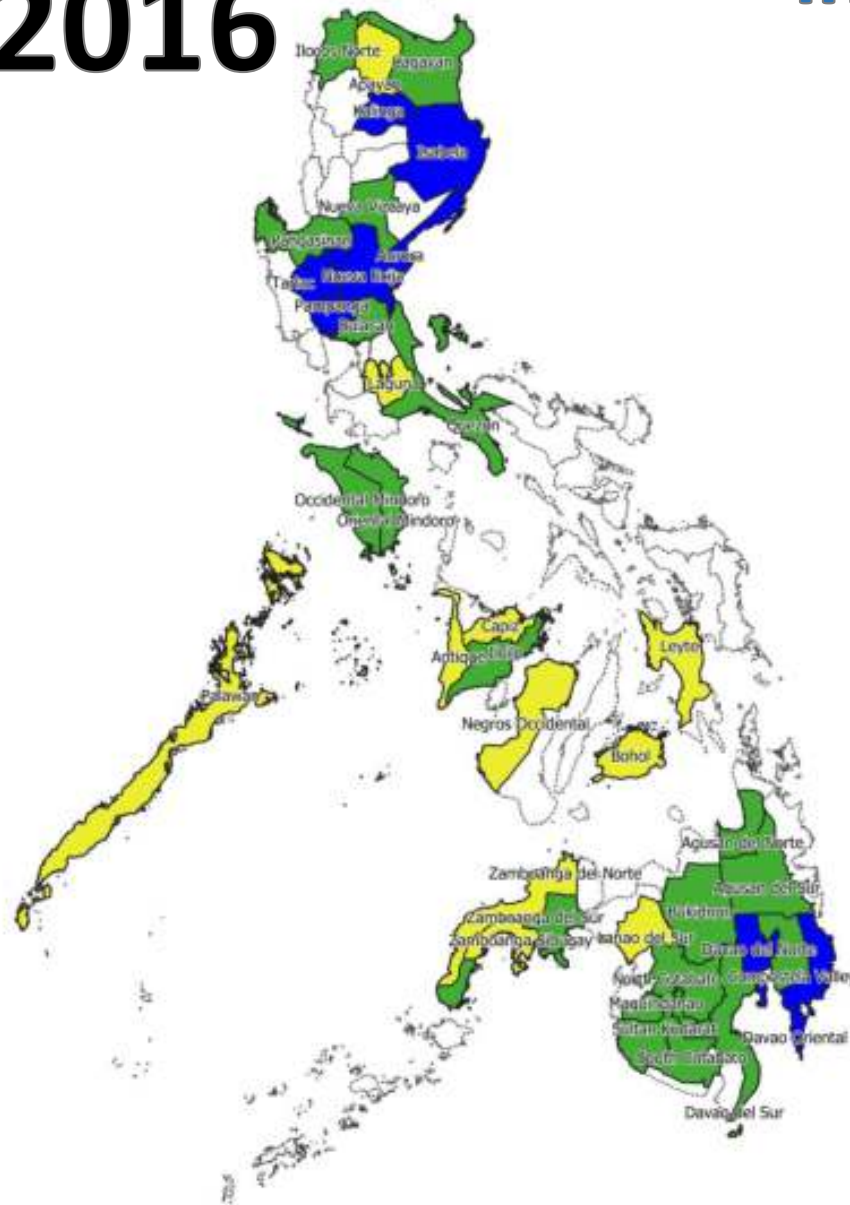 2016
Ilocos Norte
Cagayan
Apayao
Kalinga
Isabela
Nueva Vizcaya
Pangasinan
Aurora
Nueva Ecija
Tarlac
Pampanga
Bulacan
Laguna
Quezon
Occidental Mindoro
Oriental Mindoro
Capiz
Antique
Iloilo
Leyte
Palawan
Negros Occidental
Bohol
Agusan del Norte
Zamboanga del Norte
Agusan del Sur
Bukidnon
Zamboanga del Sur
Zamboanga Sibugay
Lanao del Sur
Davao del Norte
North Cotabato
Compostela Valley
Maguindanao
Sultan Kudarat
Davao Oriental
South Cotabato
Davao del Sur